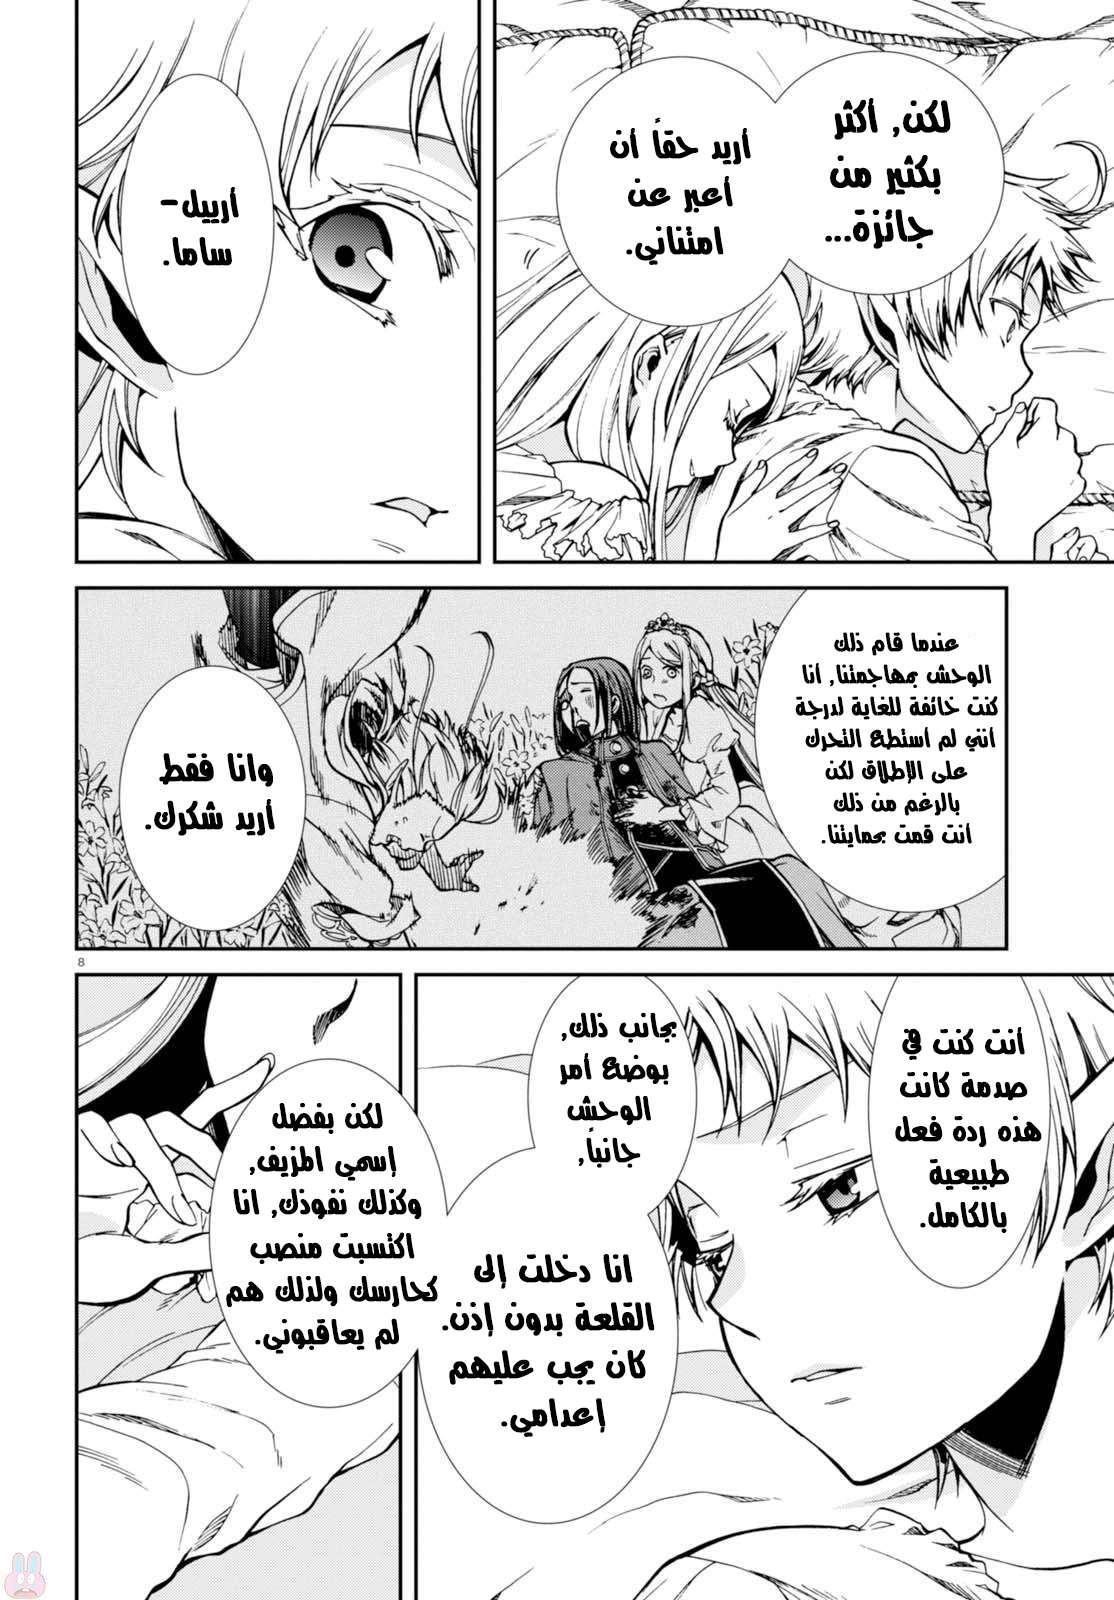 لكن, أكثر
بكثير من
جائزة...
أريد حقاً أن
أعبر عن
امتناني.
أرييل-
ساما.
عندما قام ذلك
الوحش بمهاجمتنا, أنا
كنت خائفة للغاية لدرجة
أنني لم أستطع التحرك
على الإطلاق لكن
بالرغم من ذلك
أنت قمت بحمايتنا.
وانا فقط
أريد شكرك.
8
أنت كنت في
صدمة كانت
هذه ردة فعل
طبيعية
بالكامل.
بجانب ذلك,
بوضع أمر
الوحش
جانباً,
انا دخلت إلى
القلعة بدون إذن.
كان يجب عليهم
إعدامي.
لكن بفضل
إسمي المزيف,
وكذلك نفوذك, انا
اكتسبت منصب
كحارسك ولذلك هم
لم يعاقبوني.